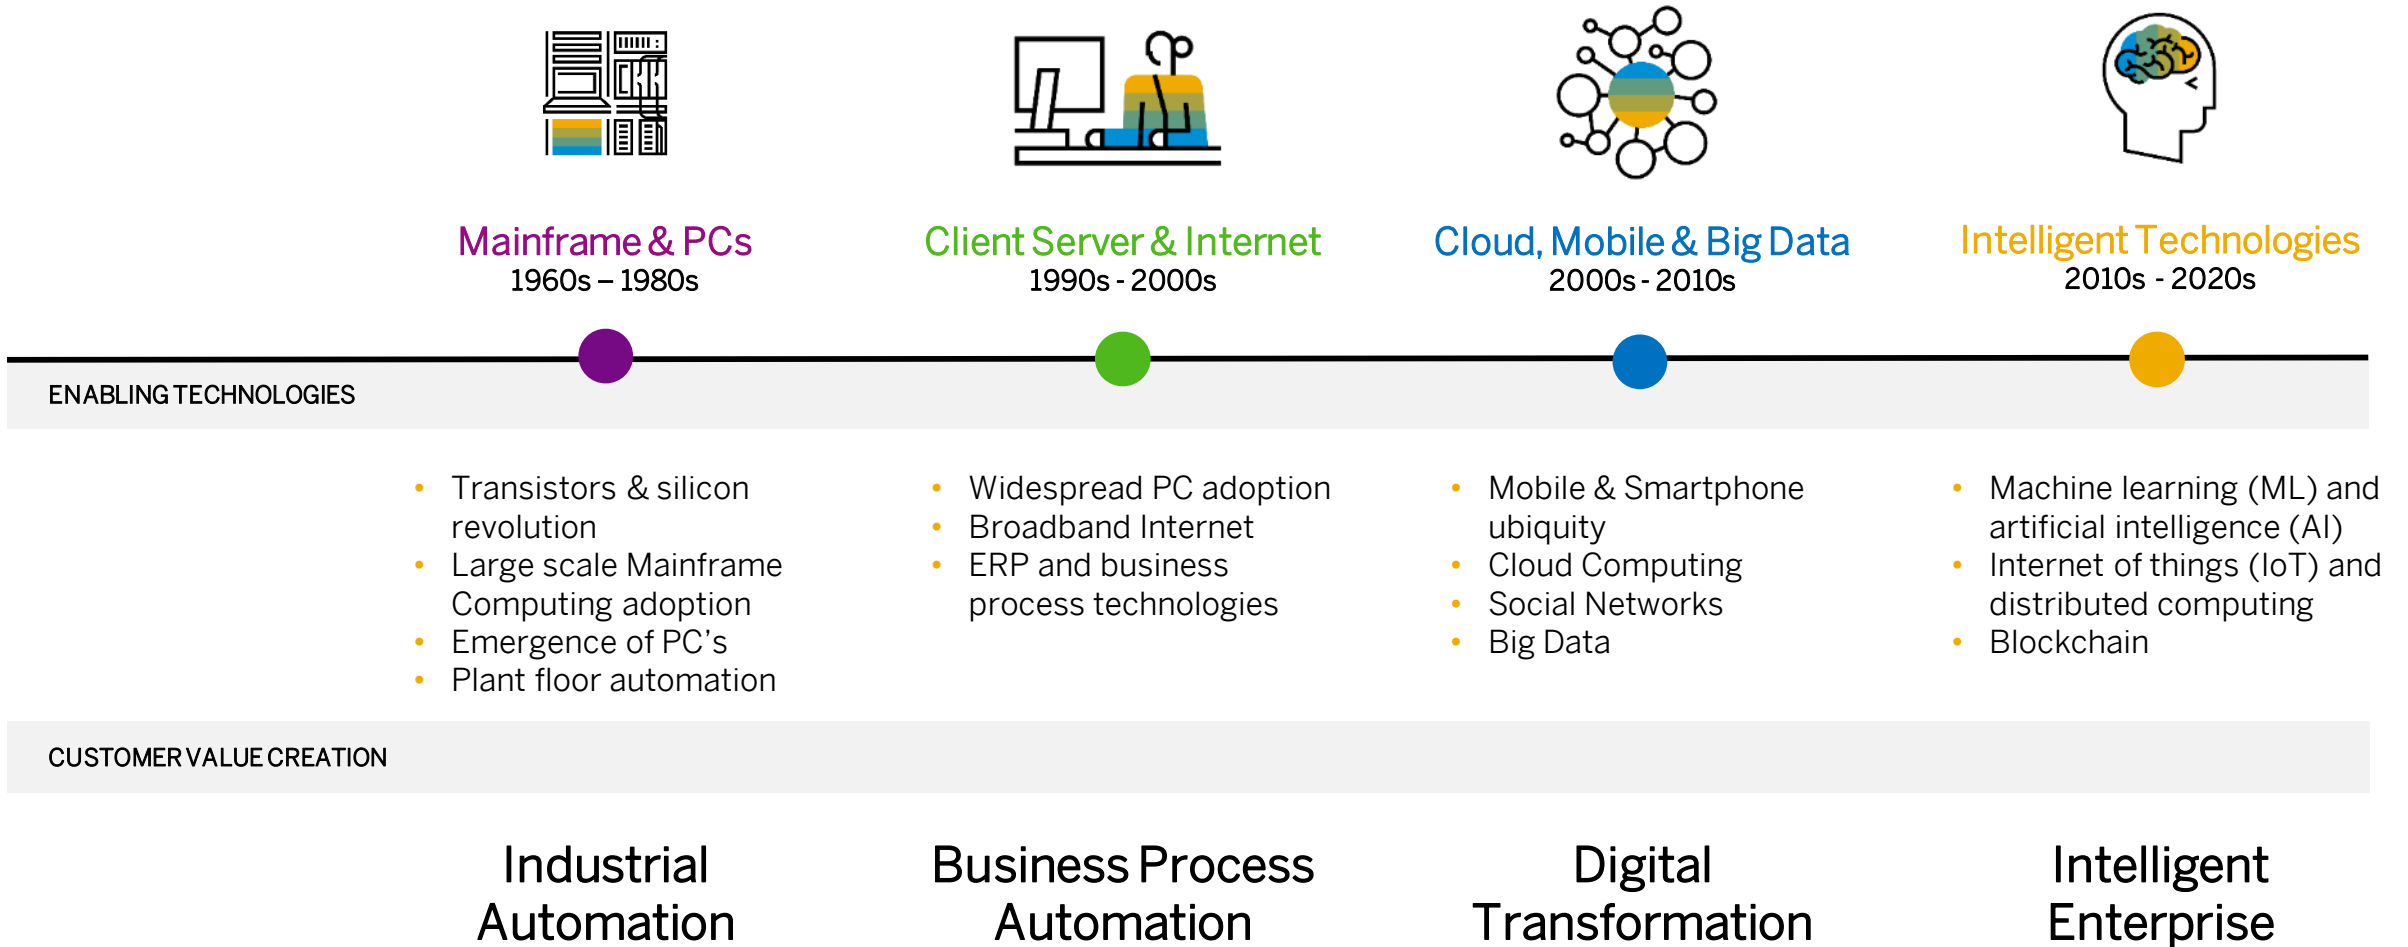 Mainframe & PCs
1960s – 1980s
Client Server & Internet
1990s - 2000s
Cloud, Mobile & Big Data
2000s - 2010s
Intelligent Technologies
2010s - 2020s
ENABLING TECHNOLOGIES
• Transistors & silicon
revolution
• Large scale Mainframe
Computing adoption
• Emergence of PC’s
• Plant floor automation
• Widespread PC adoption
• Broadband Internet
• ERP and business
process technologies
• Mobile & Smartphone
ubiquity
• Cloud Computing
• Social Networks
• Big Data
• Machine learning (ML) and
artificial intelligence (AI)
• Internet of things (IoT) and
distributed computing
• Blockchain
CUSTOMER VALUE CREATION
Industrial
Automation
Business Process
Automation
Digital
Transformation
Intelligent
Enterprise